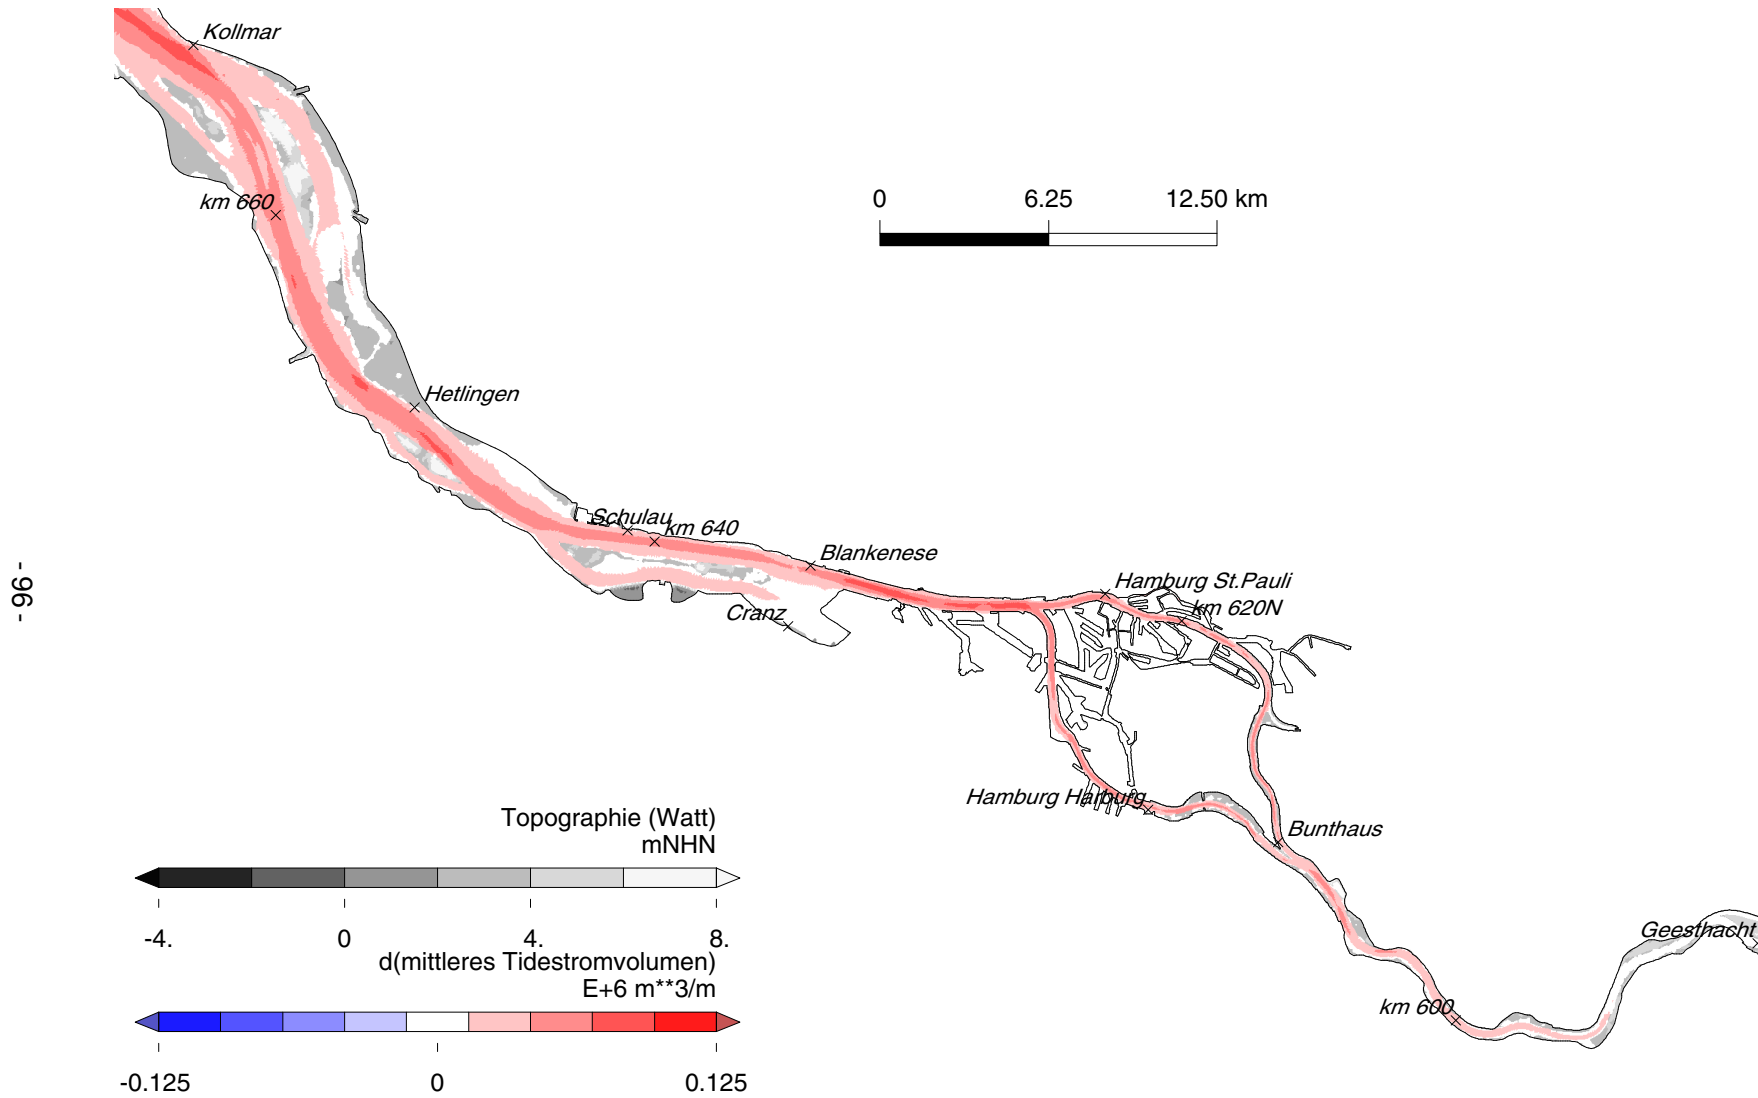 Kollmar
km 660
0 6.25 12.50 km
Hetlingen
Schulau
km 640
Blankenese
Hamburg St.Pauli
km 620N
Cranz
- 96 -
Hamburg Harburg
Topographie (Watt)
mNHN
Bunthaus
-4. 0 4. 8.
Geesthacht
d(mittleres Tidestromvolumen)
E+6 m**3/m
km 600
-0.125 0 0.125